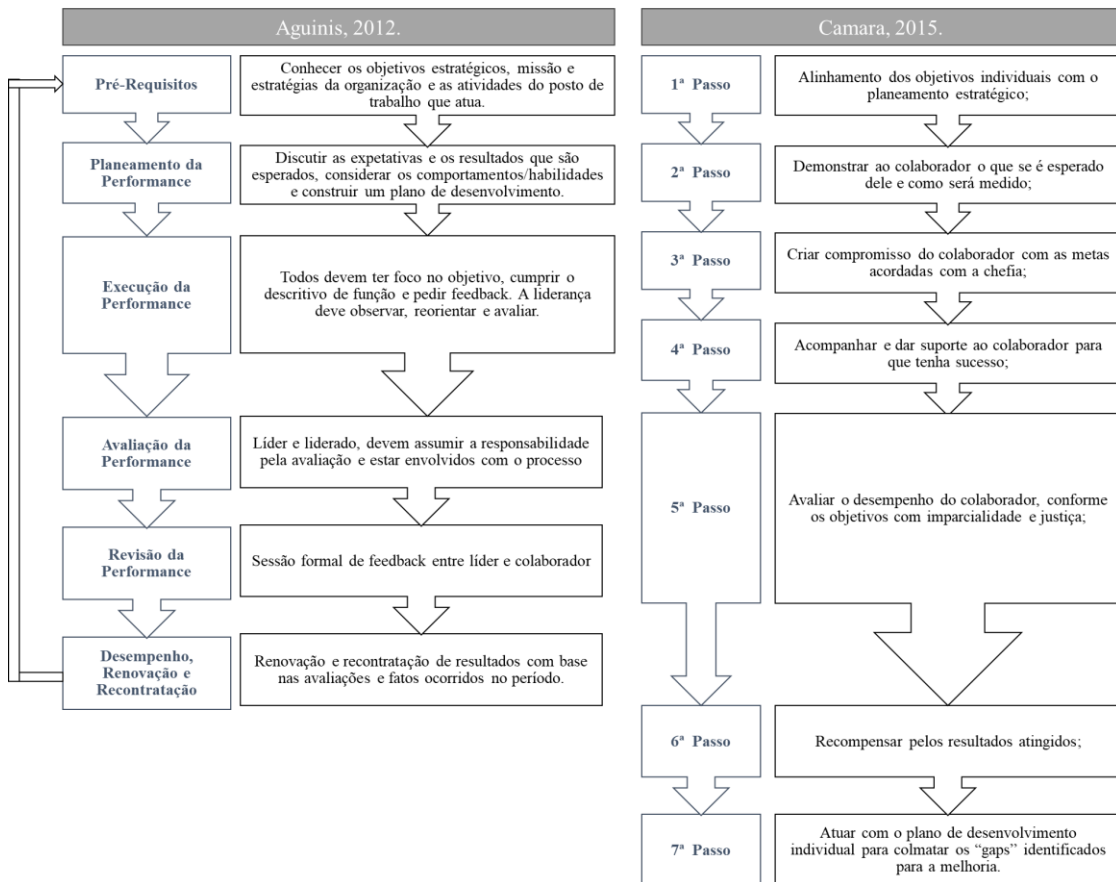 Aguinis, 2012.
Pré-Requisitos
Conhecer os objetivos estratégicos, missão e
estratégias da organização e as atividades do posto de
trabalho que atua.
Planeamento da
Performance
Discutir as expetativas e os resultados que são
esperados, considerar os comportamentos/habilidades
e construir um plano de desenvolvimento.
Execução da
Performance
Todos devem ter foco no objetivo, cumprir o
descritivo de função e pedir feedback. A liderança
deve observar, reorientar e avaliar.
Avaliação da
Performance
Líder e liderado, devem assumir a responsabilidade
pela avaliação e estar envolvidos com o processo
Revisão da
Performance
Sessão formal de feedback entre líder e colaborador
Desempenho,
Renovação e
Recontratação
Renovação e recontratação de resultados com base
nas avaliações e fatos ocorridos no período.
Camara, 2015.
1ª Passo
Alinhamento dos objetivos individuais com o
planeamento estratégico;
2ª Passo
Demonstrar ao colaborador o que se é esperado
dele e como será medido;
3ª Passo
Criar compromisso do colaborador com as metas
acordadas com a chefia;
4ª Passo
Acompanhar e dar suporte ao colaborador para
que tenha sucesso;
5ª Passo
Avaliar o desempenho do colaborador, conforme
os objetivos com imparcialidade e justiça;
6ª Passo
Recompensar pelos resultados atingidos;
7ª Passo
Atuar com o plano de desenvolvimento
individual para colmatar os “gaps” identificados
para a melhoria.